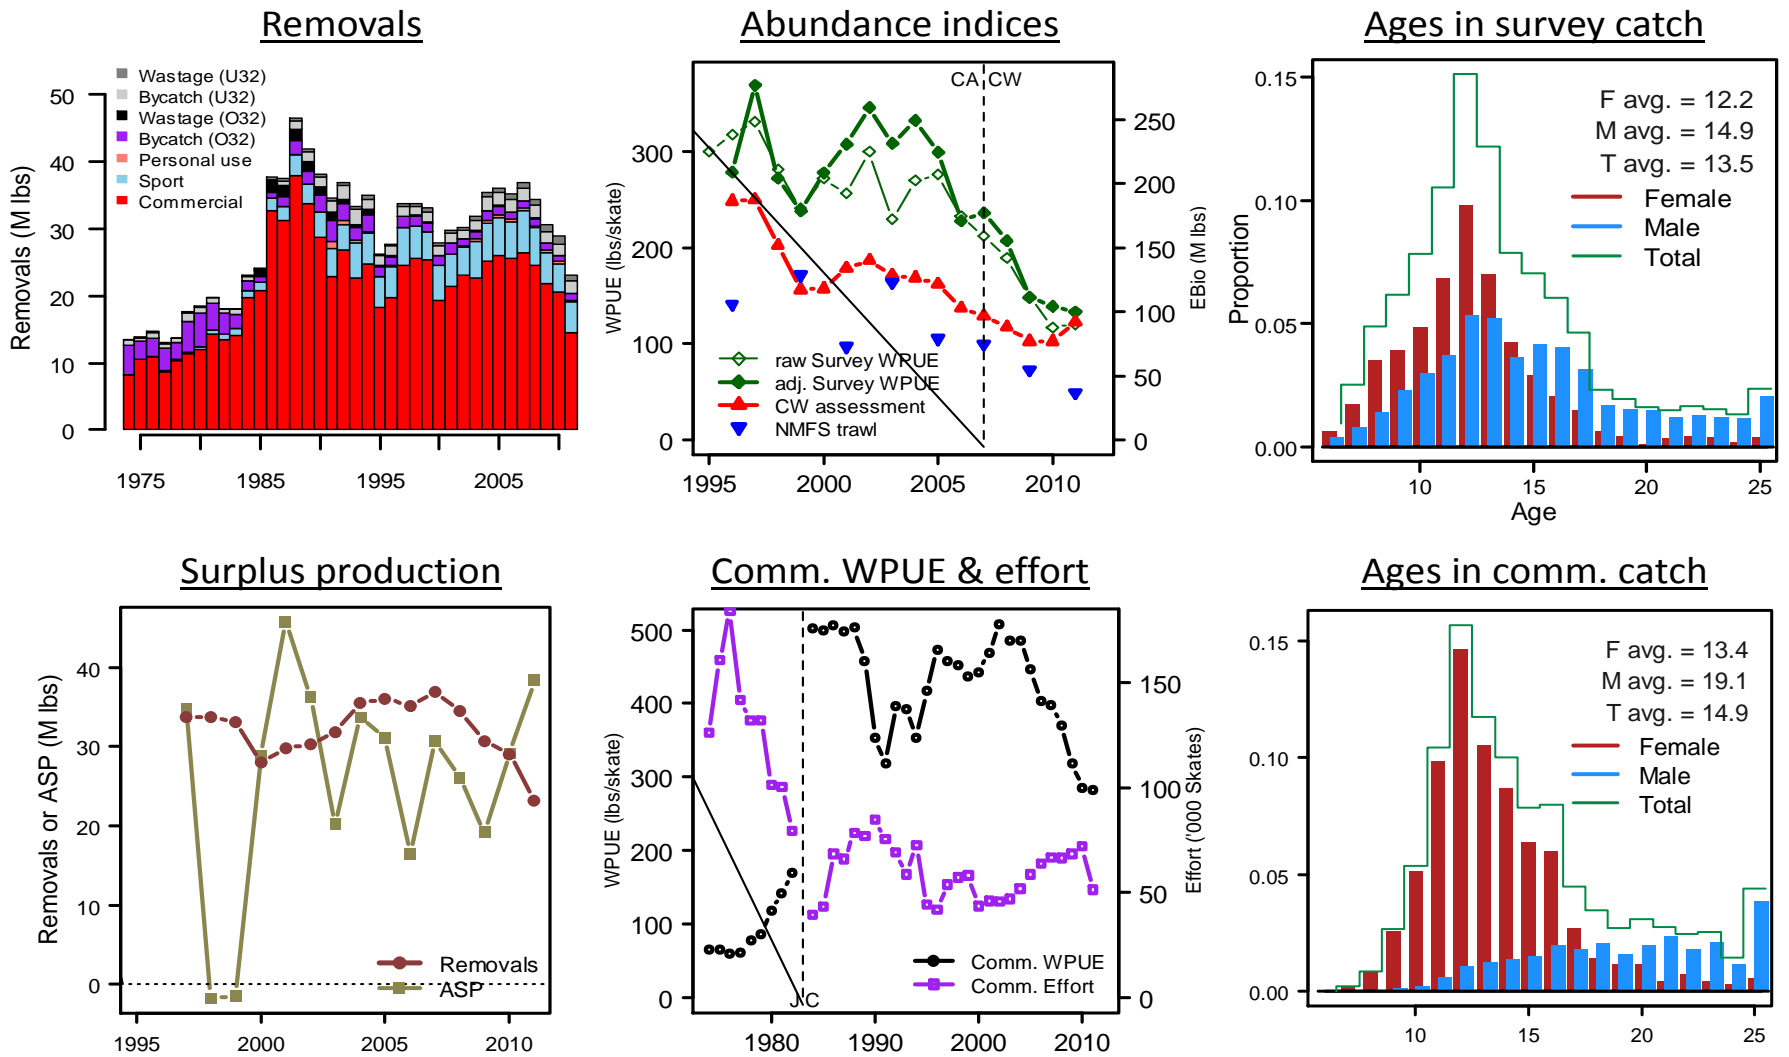 Removals
Wastage (U32)
Bycatch (U32)
Wastage (O32)
Bycatch (O32)
Personal use
Sport
Commercial
Removals (M lbs)
50
40
30
20
10
0
1975
1985
1995
2005
Abundance indices
CA CW
WPUE (lbs/skate)
300
200
100
0
EBio (M lbs)
250
200
150
100
50
0
raw Survey WPUE
adj. Survey WPUE
CW assessment
NMFS trawl
1995
2000
2005
2010
Ages in survey catch
F avg. = 12.2
M avg. = 14.9
T avg. = 13.5
Female
Male
Total
Proportion
0.15
0.10
0.05
0.00
10
15
20
25
Age
Surplus production
Removals or ASP (M lbs)
40
30
20
10
0
Removals
ASP
1995
2000
2005
2010
Comm. WPUE & effort
WPUE (lbs/skate)
500
400
300
200
100
0
Effort ('000 Skates)
150
100
50
0
Comm. WPUE
Comm. Effort
J C
1980
1990
2000
2010
Ages in comm. catch
F avg. = 13.4
M avg. = 19.1
T avg. = 14.9
Female
Male
Total
0.15
0.10
0.05
0.00
10
15
20
25